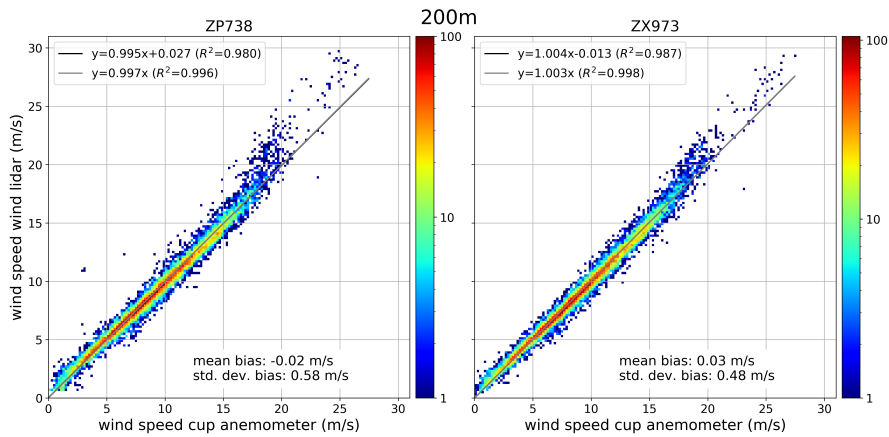 200m
ZP738
y=0.995x+0.027 (R²=0.980)
y=0.997x (R²=0.996)
30
25
20
15
10
5
0
wind speed wind lidar (m/s)
mean bias: -0.02 m/s
std. dev. bias: 0.58 m/s
0 5 10 15 20 25 30
wind speed cup anemometer (m/s)
100
10
1
ZX973
y=1.004x-0.013 (R²=0.987)
y=1.003x (R²=0.998)
mean bias: 0.03 m/s
std. dev. bias: 0.48 m/s
0 5 10 15 20 25 30
wind speed cup anemometer (m/s)
100
10
1